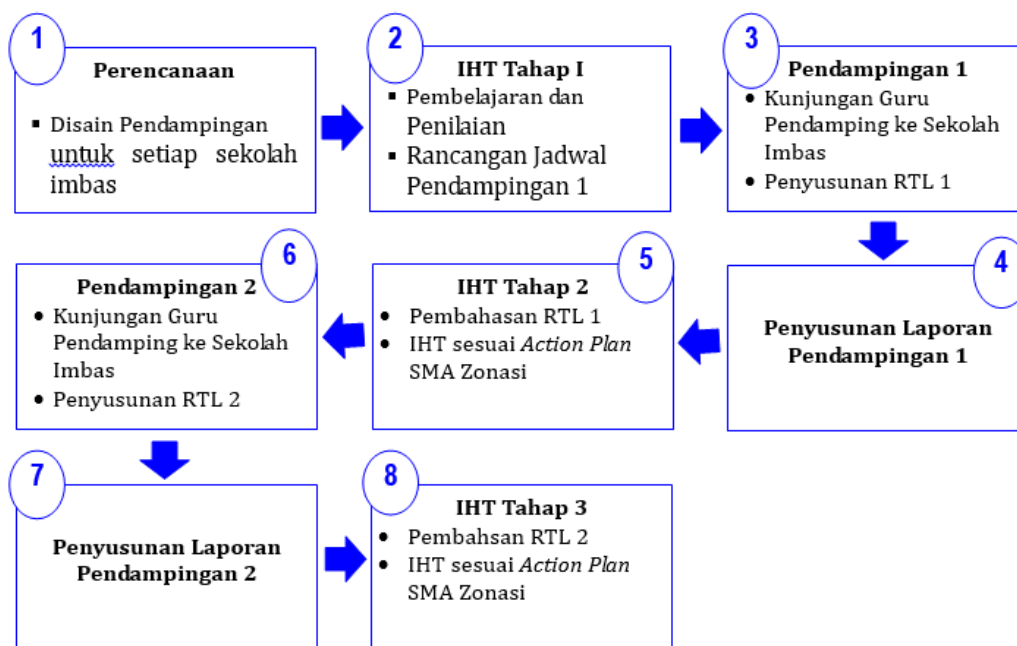 1
Perencanaan
▪ Disain Pendampingan
untuk setiap sekolah
imbas
2
IHT Tahap I
▪ Pembelajaran dan
Penilaian
▪ Rancangan Jadwal
Pendampingan 1
3
Pendampingan 1
• Kunjungan Guru
Pendamping ke Sekolah
Imbas
• Penyusunan RTL 1
4
Penyusunan Laporan
Pendampingan 1
5
IHT Tahap 2
• Pembahasan RTL 1
• IHT sesuai Action Plan
SMA Zonasi
6
Pendampingan 2
• Kunjungan Guru
Pendamping ke Sekolah
Imbas
• Penyusunan RTL 2
7
Penyusunan Laporan
Pendampingan 2
8
IHT Tahap 3
• Pembahsan RTL 2
• IHT sesuai Action Plan
SMA Zonasi